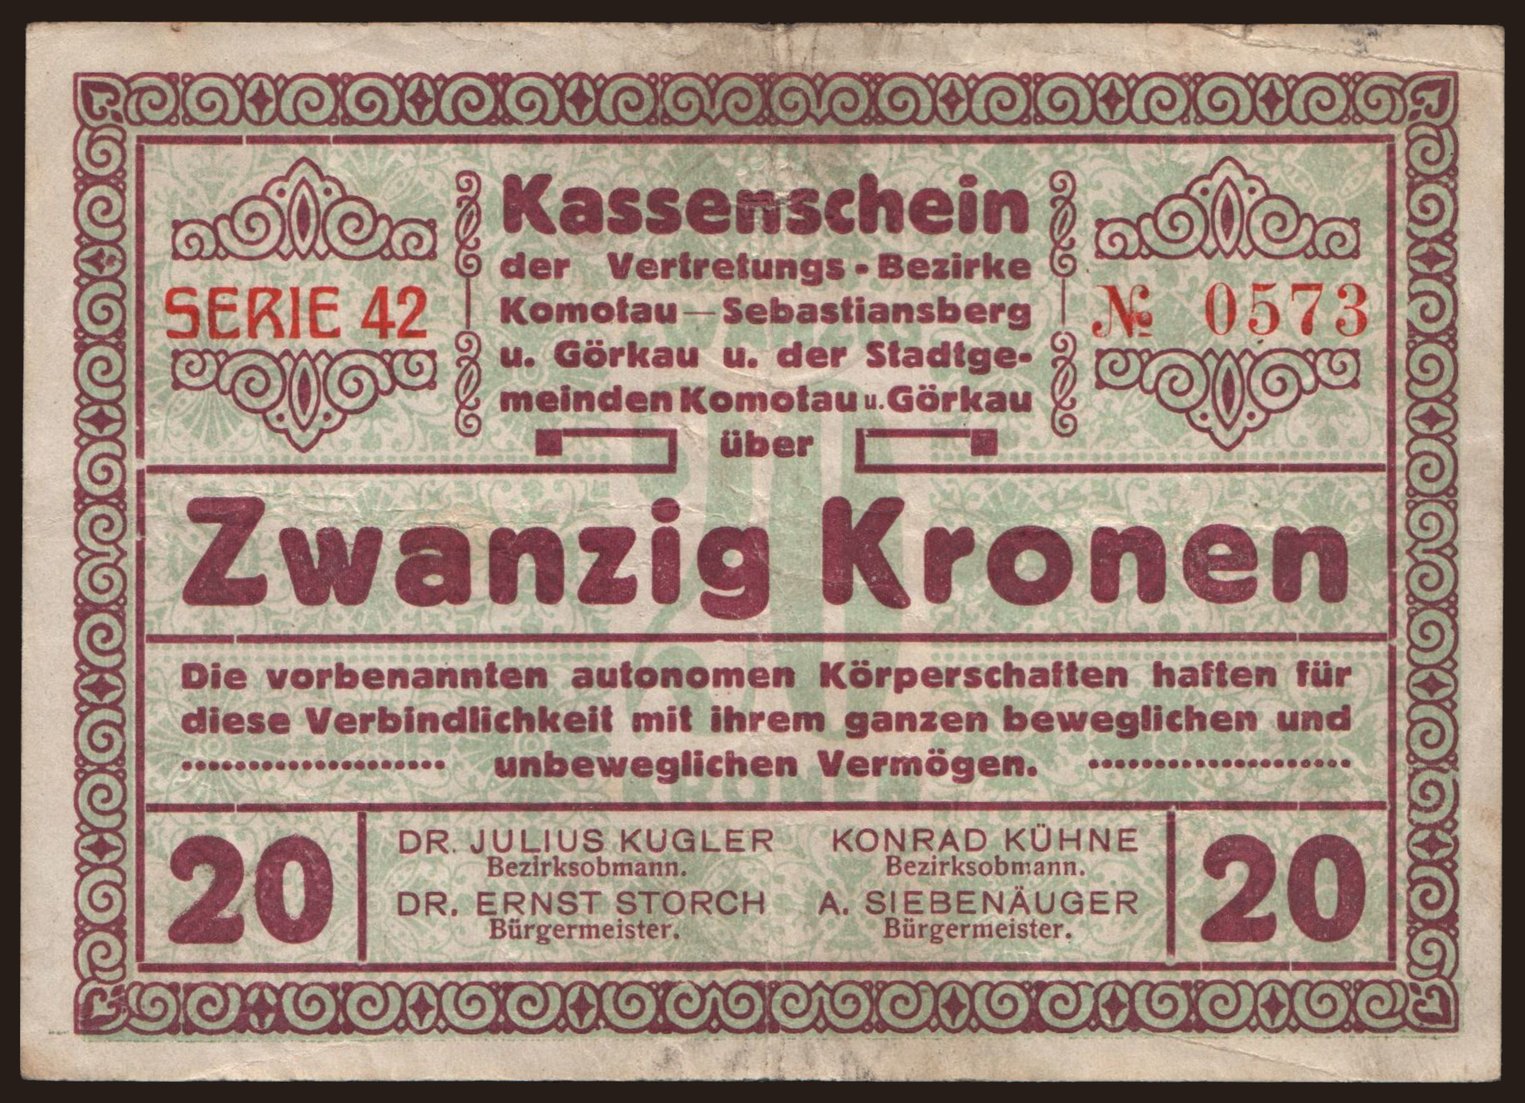 Kassenschein
der Vertretungs-Bezirke
Komotau—Sebastiansberg
u. Görkau u. der Stadtge-
meinden Komotau u. Görkau
über
SERIE 42
№ 0573
Zwanzig Kronen
Die vorbenannten autonomen Körperschaften haften für
diese Verbindlichkeit mit ihrem ganzen beweglichen und
unbeweglichen Vermögen.
20
DR. JULIUS KUGLER
Bezirksobmann.
DR. ERNST STORCH
Bürgermeister.
KONRAD KÜHNE
Bezirksobmann.
A. SIEBENÄUGER
Bürgermeister.
20
20
KRONEN